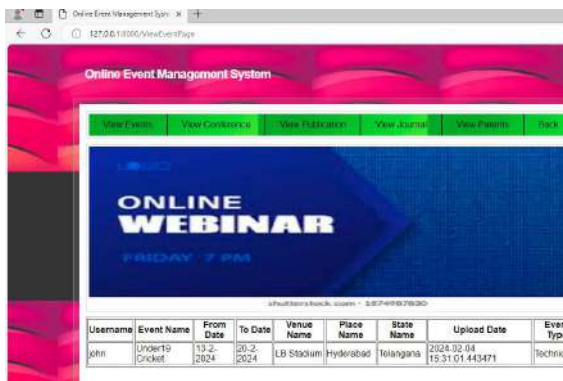 Online Event Management Syst
127.0.0.1:8000/ViewEventPage
Online Event Management System
View Events View Conference View Publication View Journal View Patents Back
LOGO
ONLINE
WEBINAR
FRIDAY 7 PM
shutterstock.com · 1874987830
Username Event Name From Date To Date Venue Name Place Name State Name Upload Date Even Type
john Under19 Cricket 13-2-2024 20-2-2024 LB Stadium Hyderabad Telangana 2024-02-04 15:31:01.443471 Technic